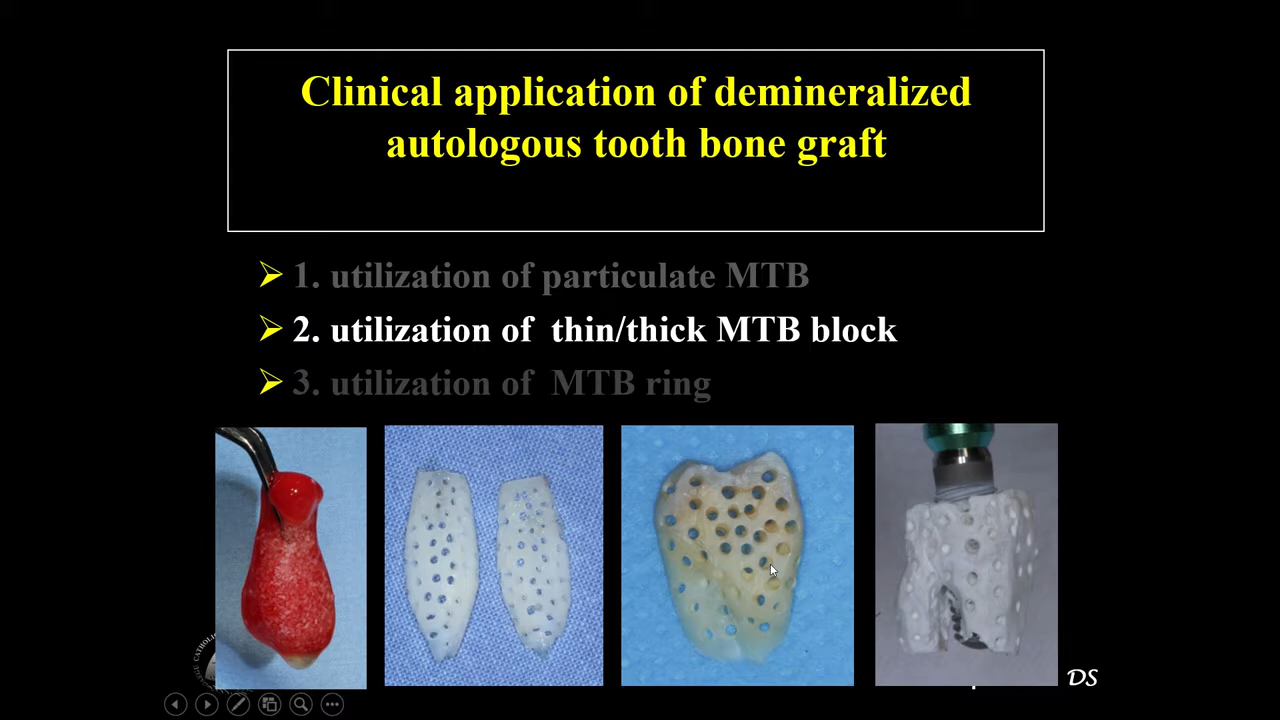 Clinical application of demineralized
autologous tooth bone graft
1. utilization of particulate MTB
2. utilization of  thin/thick MTB block
3. utilization of  MTB ring
CATHOLIC
DS